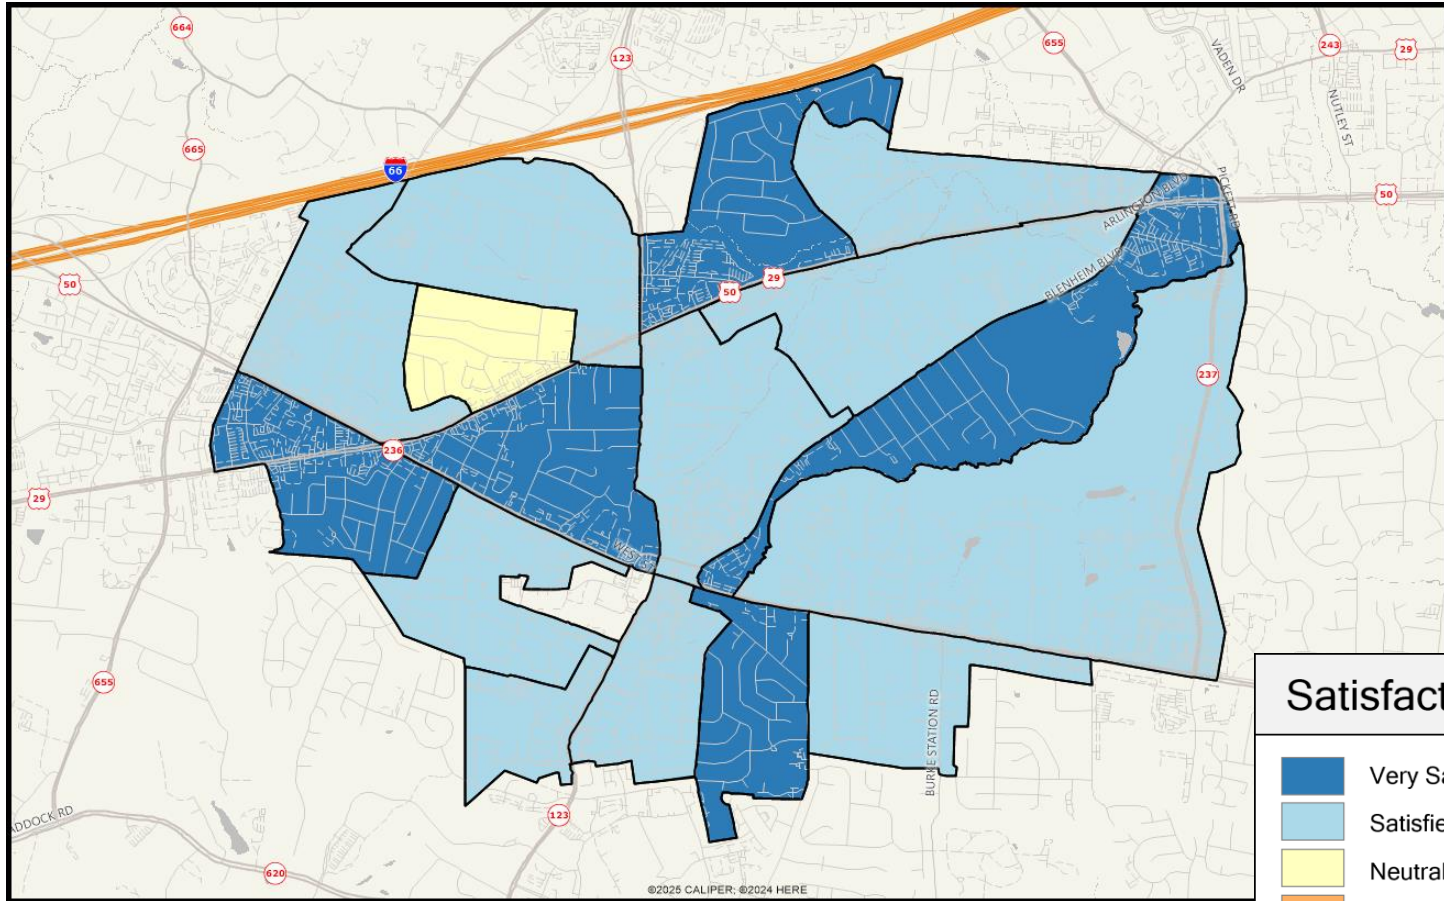 664
123
655
VADEN DR
243
29
NUTLEY ST
665
66
PICKETT RD
50
ARLINGTON BLVD
50
29
50
BLENHEIM BLVD
237
236
29
WEST ST
655
Satisfact
Very Sa
BURKE STATION RD
Satisfie
ADDOCK RD
123
Neutral
620
©2025 CALIPER; ©2024 HERE